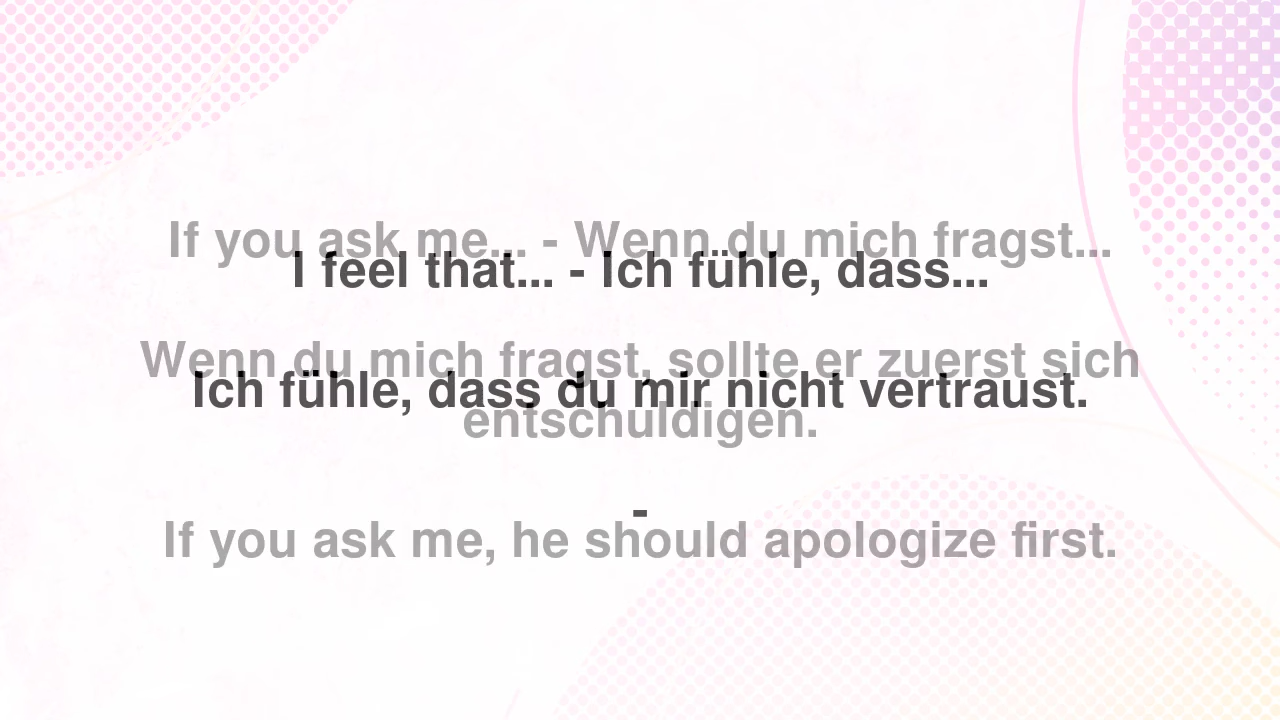 If you ask me... - Wenn du mich fragst...
I feel that... - Ich fühle, dass...
Wenn du mich fragst, sollte er zuerst sich
Ich fühle, dass du mir nicht vertraust.
entschuldigen.
-
If you ask me, he should apologize first.